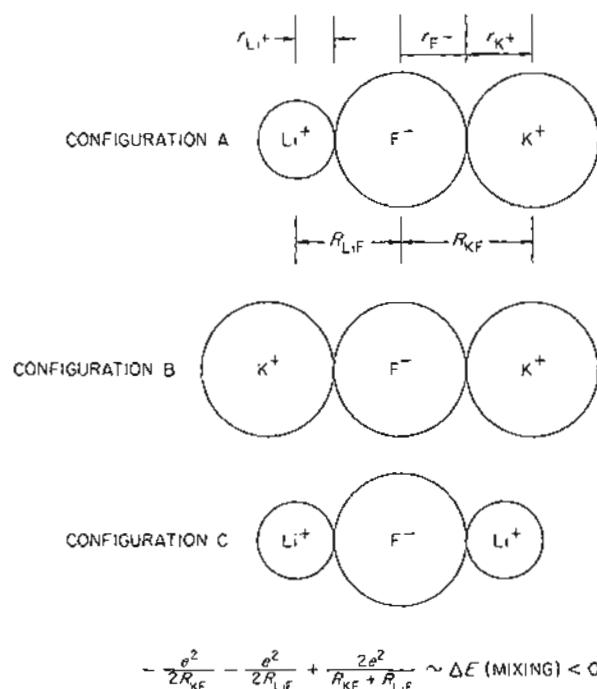 r_Li+ r_F− r_K+
CONFIGURATION A Li+ F− K+
R_LiF R_KF
CONFIGURATION B K+ F− K+
CONFIGURATION C Li+ F− Li+
− e²/2R_KF − e²/2R_LiF + 2e²/R_KF + R_LiF ~ ΔE (MIXING) < 0